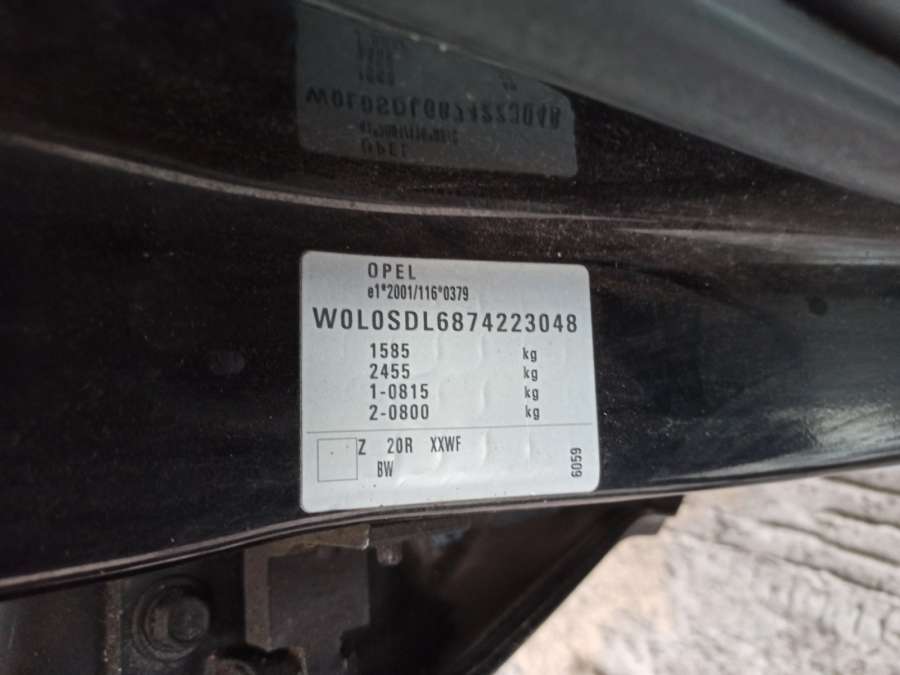 OPEL
e1*2001/116*0379
W0L0SDL6874223048
1585 kg
2455 kg
1-0815 kg
2-0800 kg
Z 20R XXWF
BW
6059